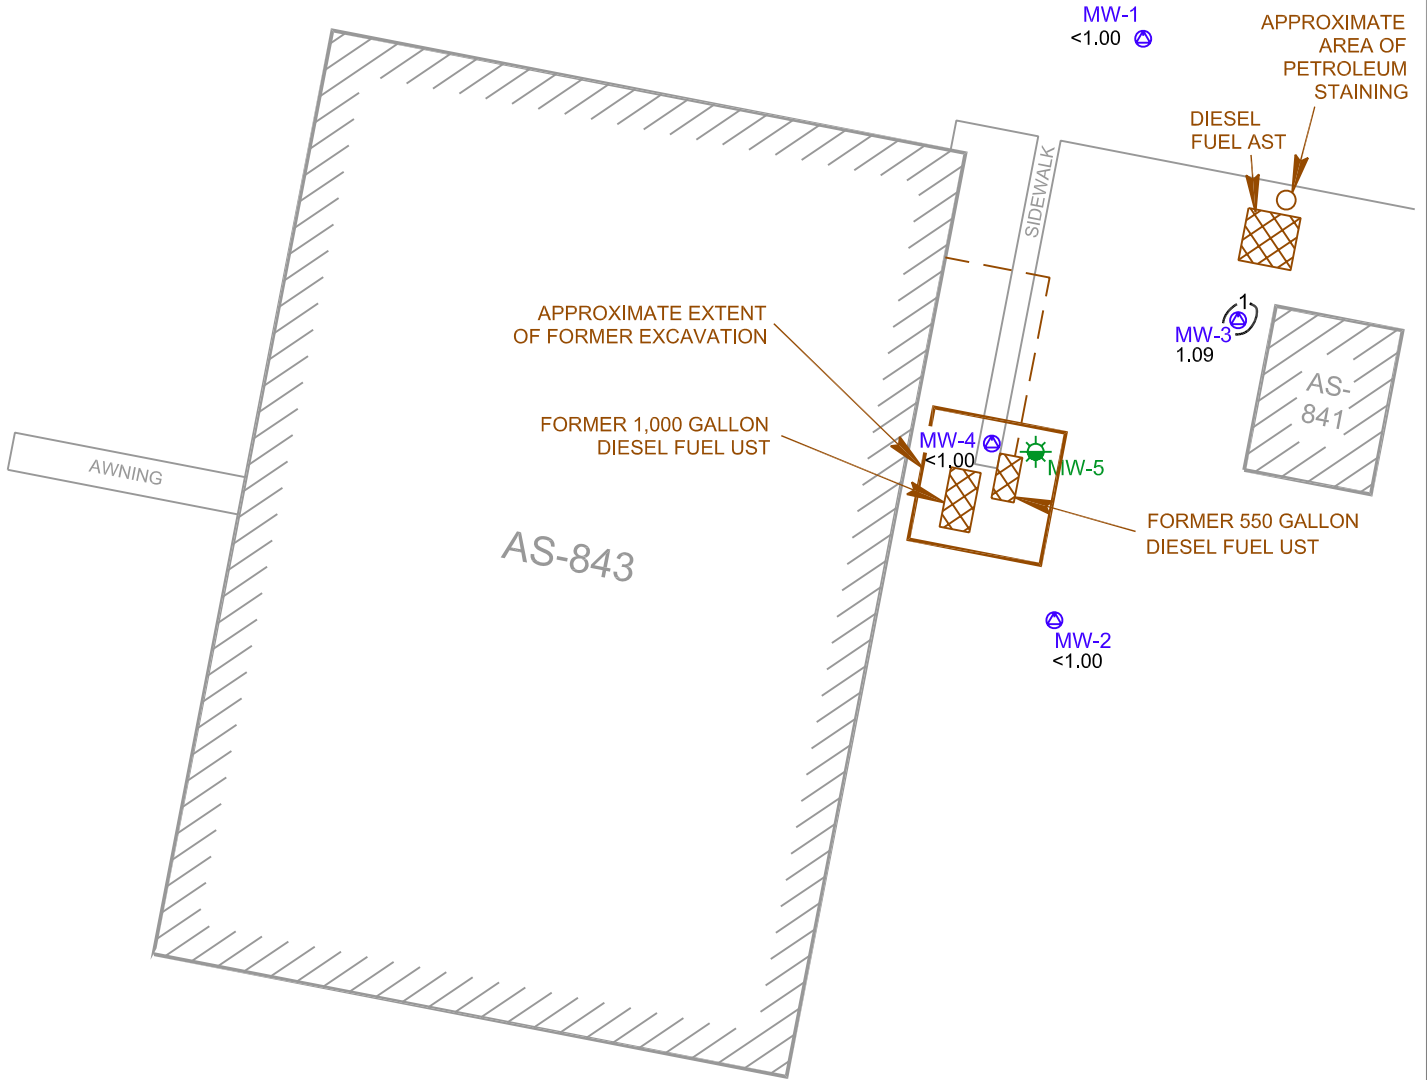 MW-1
<1.00
APPROXIMATE
AREA OF
PETROLEUM
STAINING
DIESEL
FUEL AST
SIDEWALK
APPROXIMATE EXTENT
OF FORMER EXCAVATION
1
MW-3
1.09
AS-
841
FORMER 1,000 GALLON
DIESEL FUEL UST
MW-4
<1.00
MW-5
AWNING
AS-843
FORMER 550 GALLON
DIESEL FUEL UST
MW-2
<1.00